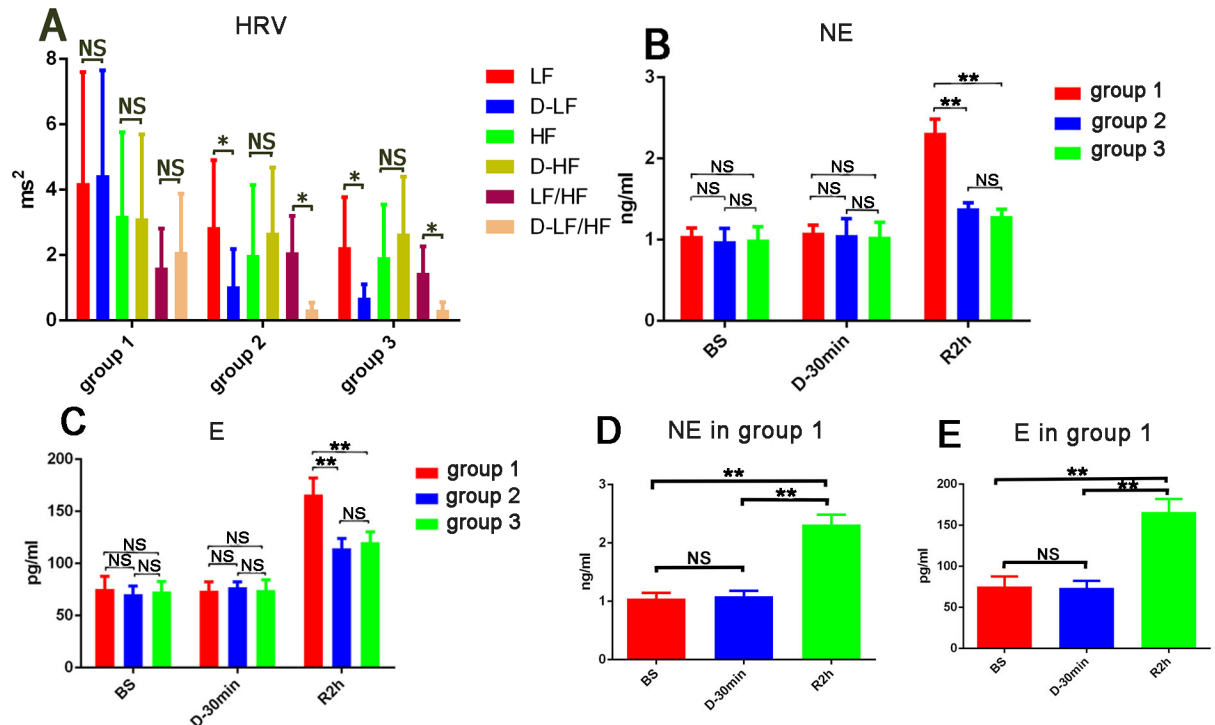 A
HRV
8
6
4
2
0
ms²
NS
NS
NS
*
NS
*
*
NS
*
group 1
group 2
group 3
LF
D-LF
HF
D-HF
LF/HF
D-LF/HF
B
NE
3
2
1
0
ng/ml
NS
NS
NS
NS
NS
NS
**
**
NS
BS
D-30min
R2h
group 1
group 2
group 3
C
E
200
150
100
50
0
pg/ml
NS
NS
NS
NS
NS
NS
**
**
NS
BS
D-30min
R2h
group 1
group 2
group 3
D
NE in group 1
3
2
1
0
ng/ml
**
**
NS
BS
D-30min
R2h
E
E in group 1
200
150
100
50
0
pg/ml
**
**
NS
BS
D-30min
R2h